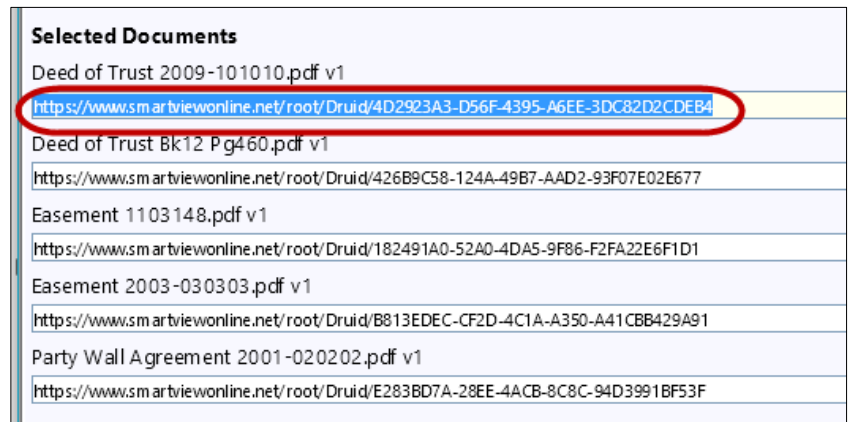 Selected Documents
Deed of Trust 2009-101010.pdf v1
https://www.smartviewonline.net/root/Druid/4D2923A3-D56F-4395-A6EE-3DC82D2CDEB4
Deed of Trust Bk12 Pg460.pdf v1
https://www.smartviewonline.net/root/Druid/426B9C58-124A-49B7-AAD2-93F07E02E677
Easement 1103148.pdf v1
https://www.smartviewonline.net/root/Druid/182491A0-52A0-4DA5-9F86-F2FA22E6F1D1
Easement 2003-030303.pdf v1
https://www.smartviewonline.net/root/Druid/B813EDEC-CF2D-4C1A-A350-A41CBB429A91
Party Wall Agreement 2001-020202.pdf v1
https://www.smartviewonline.net/root/Druid/E283BD7A-28EE-4ACB-8C8C-94D3991BF53F